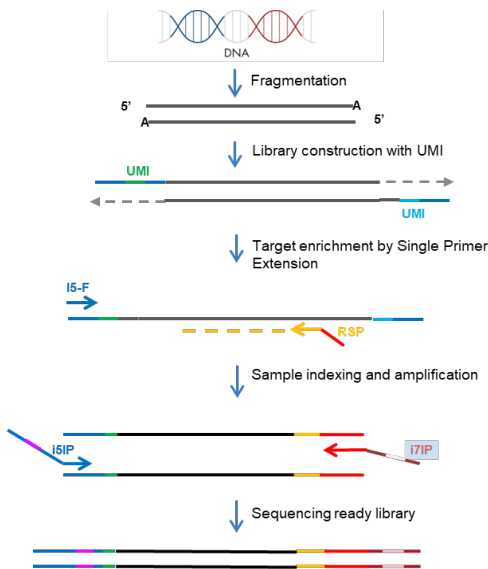 DNA
Fragmentation
5’ A
A 5’
Library construction with UMI
UMI
UMI
Target enrichment by Single Primer
Extension
I5-F
RSP
Sample indexing and amplification
i5IP i7IP
Sequencing ready library